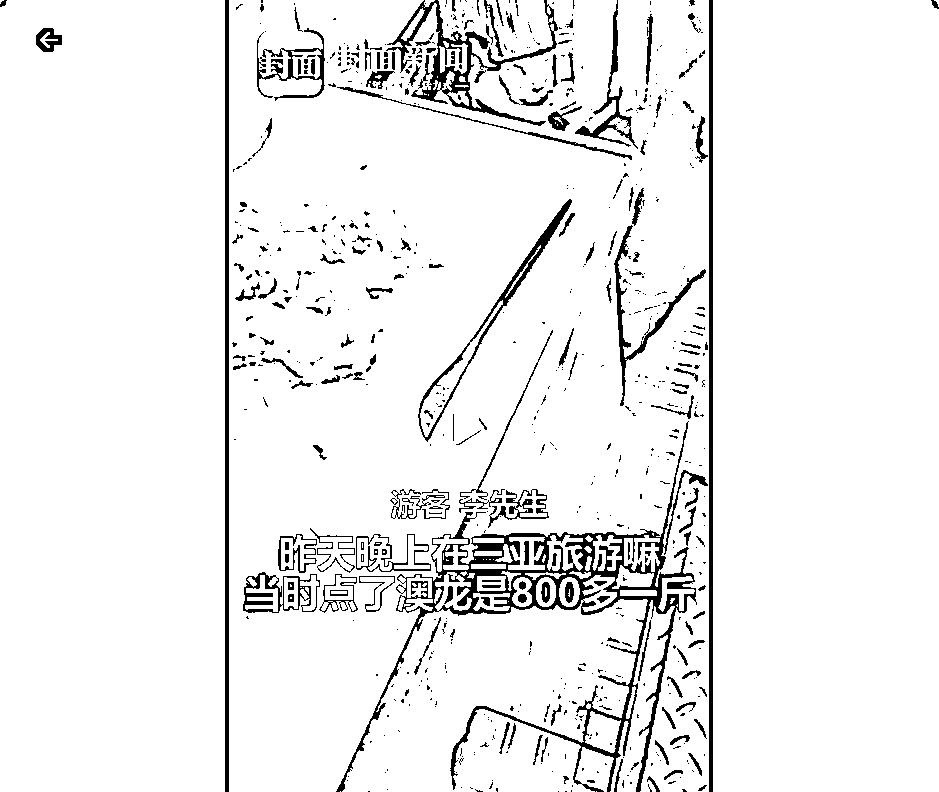 封面
封面新闻
游客 李先生
昨天晚上在三亚旅游嘛
当时点了澳龙是800多一斤